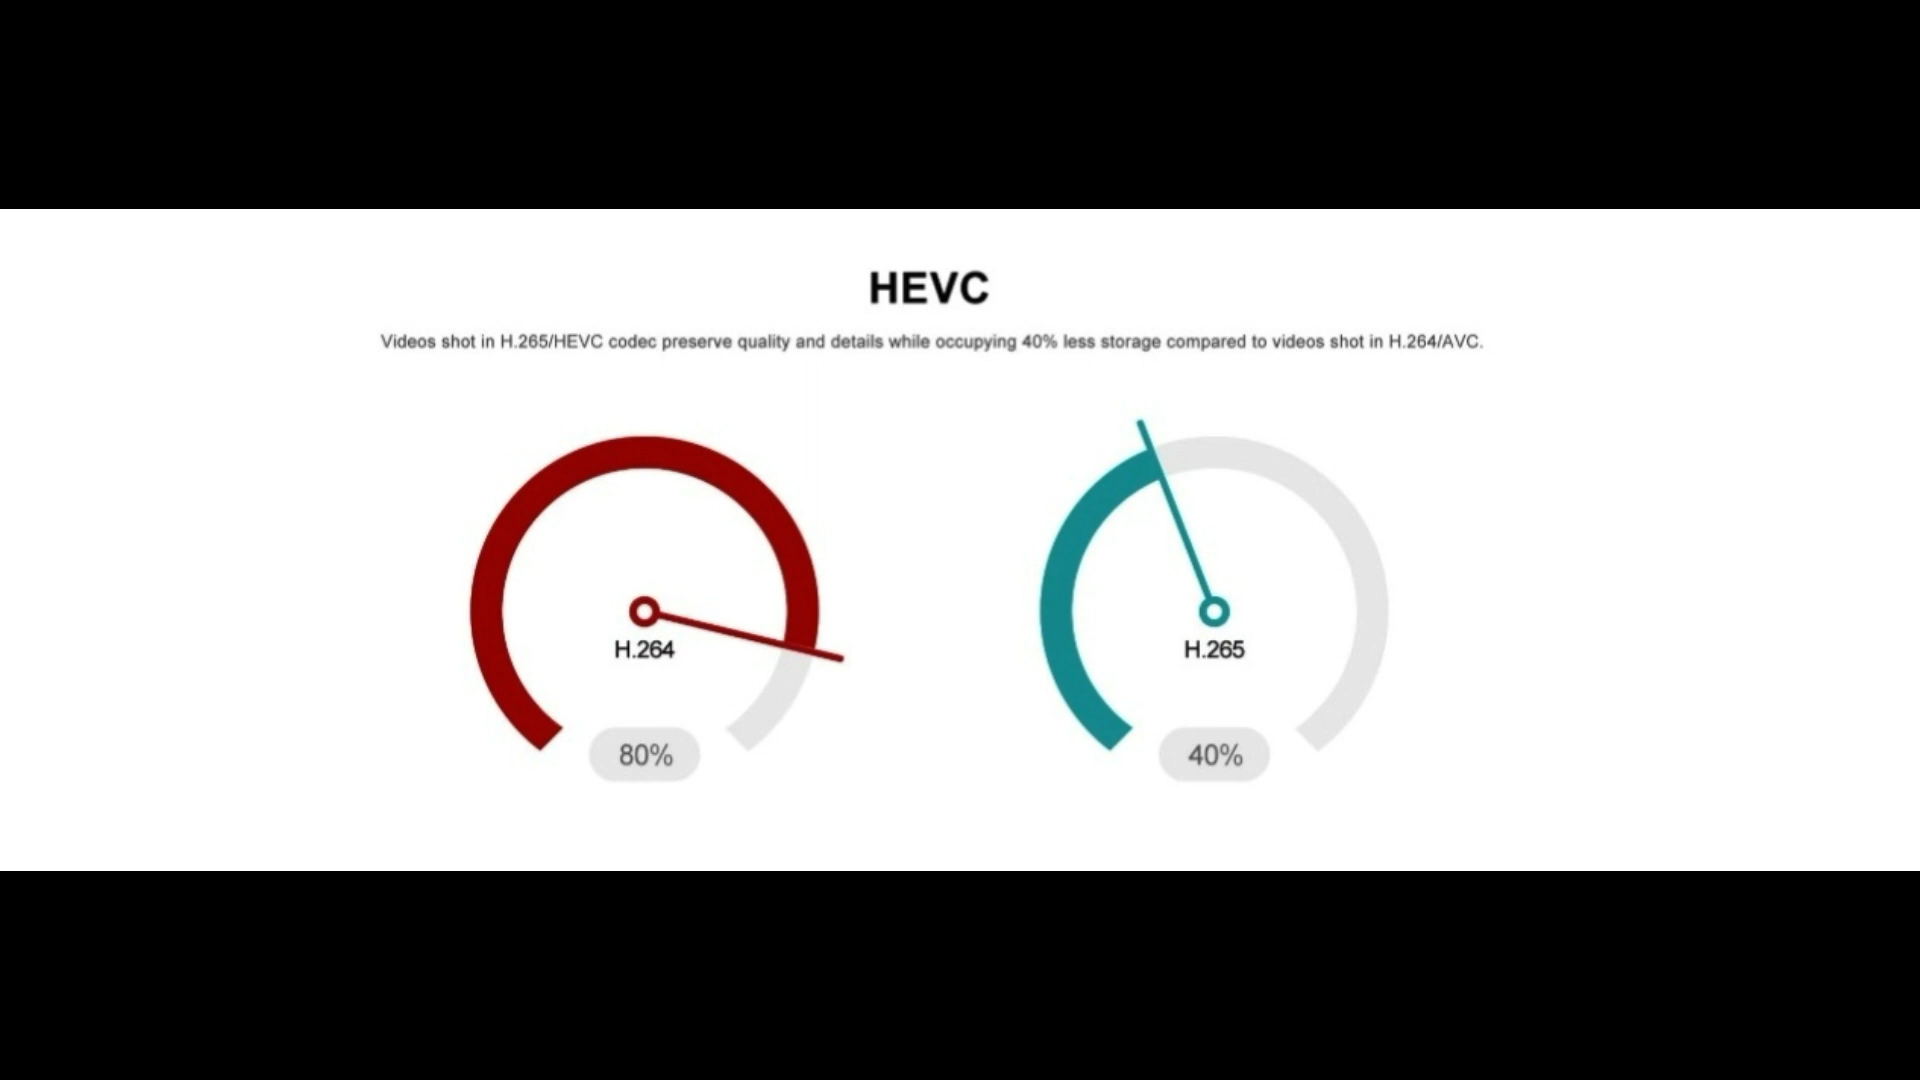 HEVC
Videos shot in H.265/HEVC codec preserve quality and details while occupying 40% less storage compared to videos shot in H.264/AVC.
H.264
80%
H.265
40%